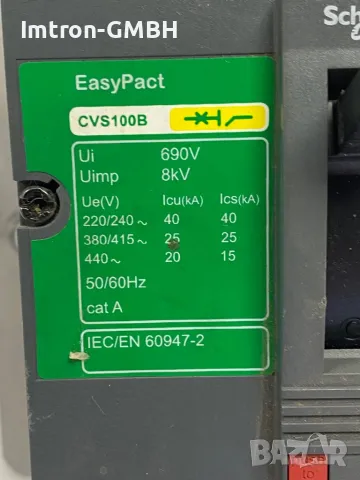 Imtron-GMBH
Sch
EasyPact
CVS100B
Ui 690V
Uimp 8kV
Ue(V) Icu(kA) Ics(kA)
220/240 ~ 40 40
380/415 ~ 25 25
440 ~ 20 15
50/60Hz
cat A
IEC/EN 60947-2
bazar.bg